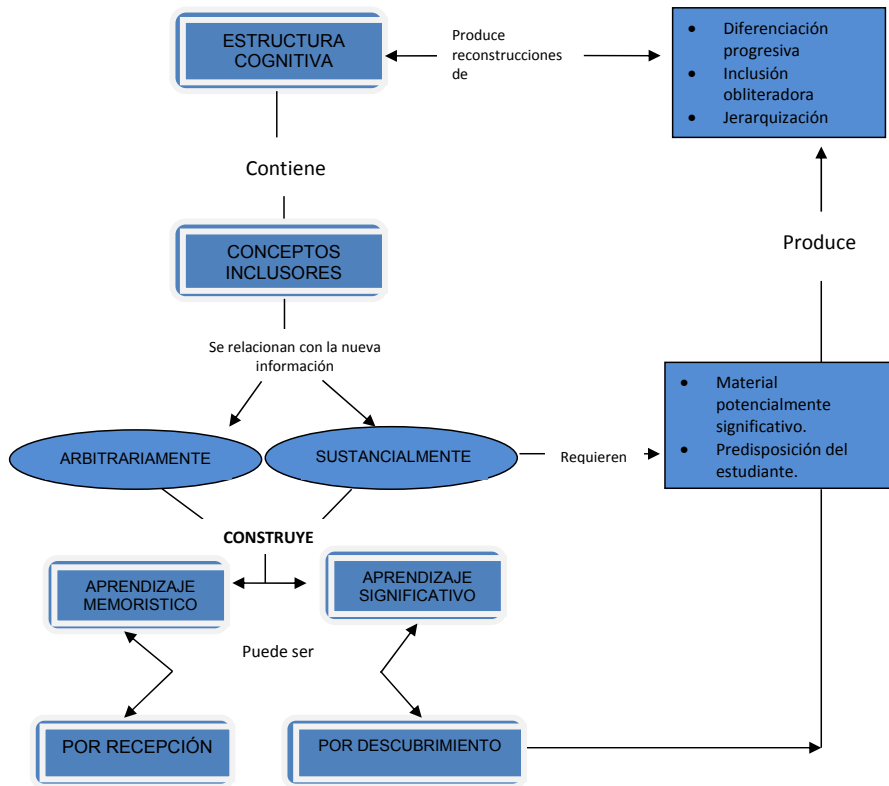 ESTRUCTURA
COGNITIVA
Produce
reconstrucciones
de
• Diferenciación
progresiva
• Inclusión
obliteradora
• Jerarquización
Contiene
Produce
CONCEPTOS
INCLUSORES
Se relacionan con la nueva
información
• Material
potencialmente
significativo.
• Predisposición del
estudiante.
ARBITRARIAMENTE
SUSTANCIALMENTE
Requieren
CONSTRUYE
APRENDIZAJE
MEMORISTICO
APRENDIZAJE
SIGNIFICATIVO
Puede ser
POR RECEPCIÓN
POR DESCUBRIMIENTO